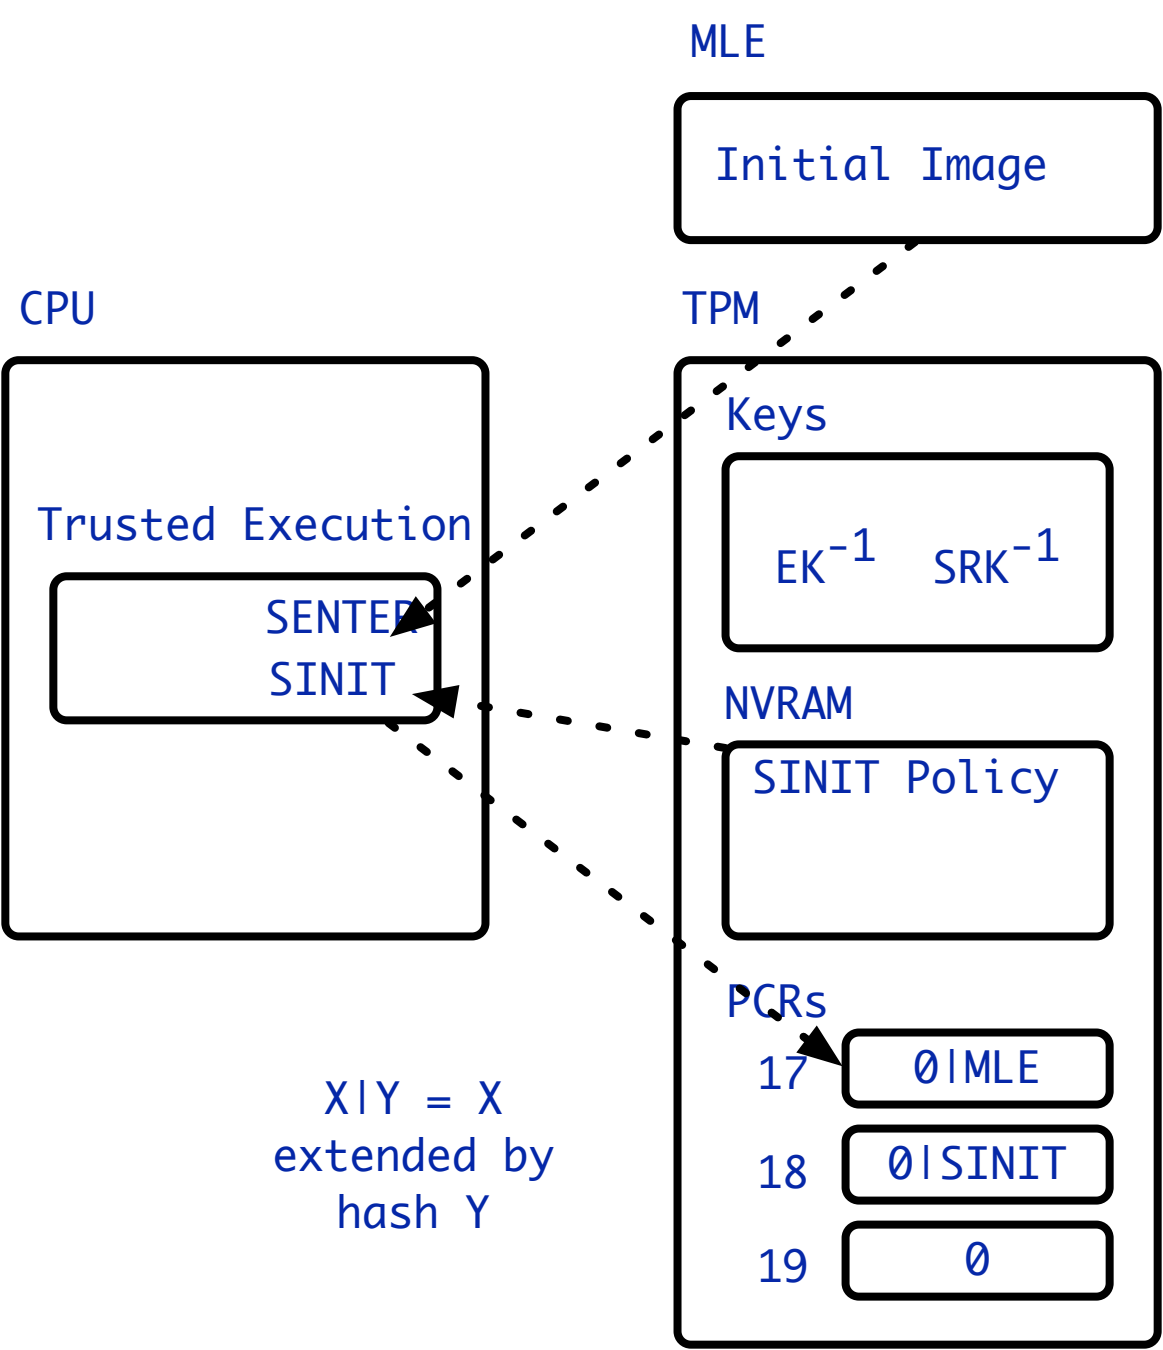 MLE
Initial Image
CPU
TPM
Keys
Trusted Execution
EK⁻¹ SRK⁻¹
SENTER
SINIT
NVRAM
SINIT Policy
PCRs
17 0|MLE
X|Y = X
extended by
hash Y
18 0|SINIT
19 0